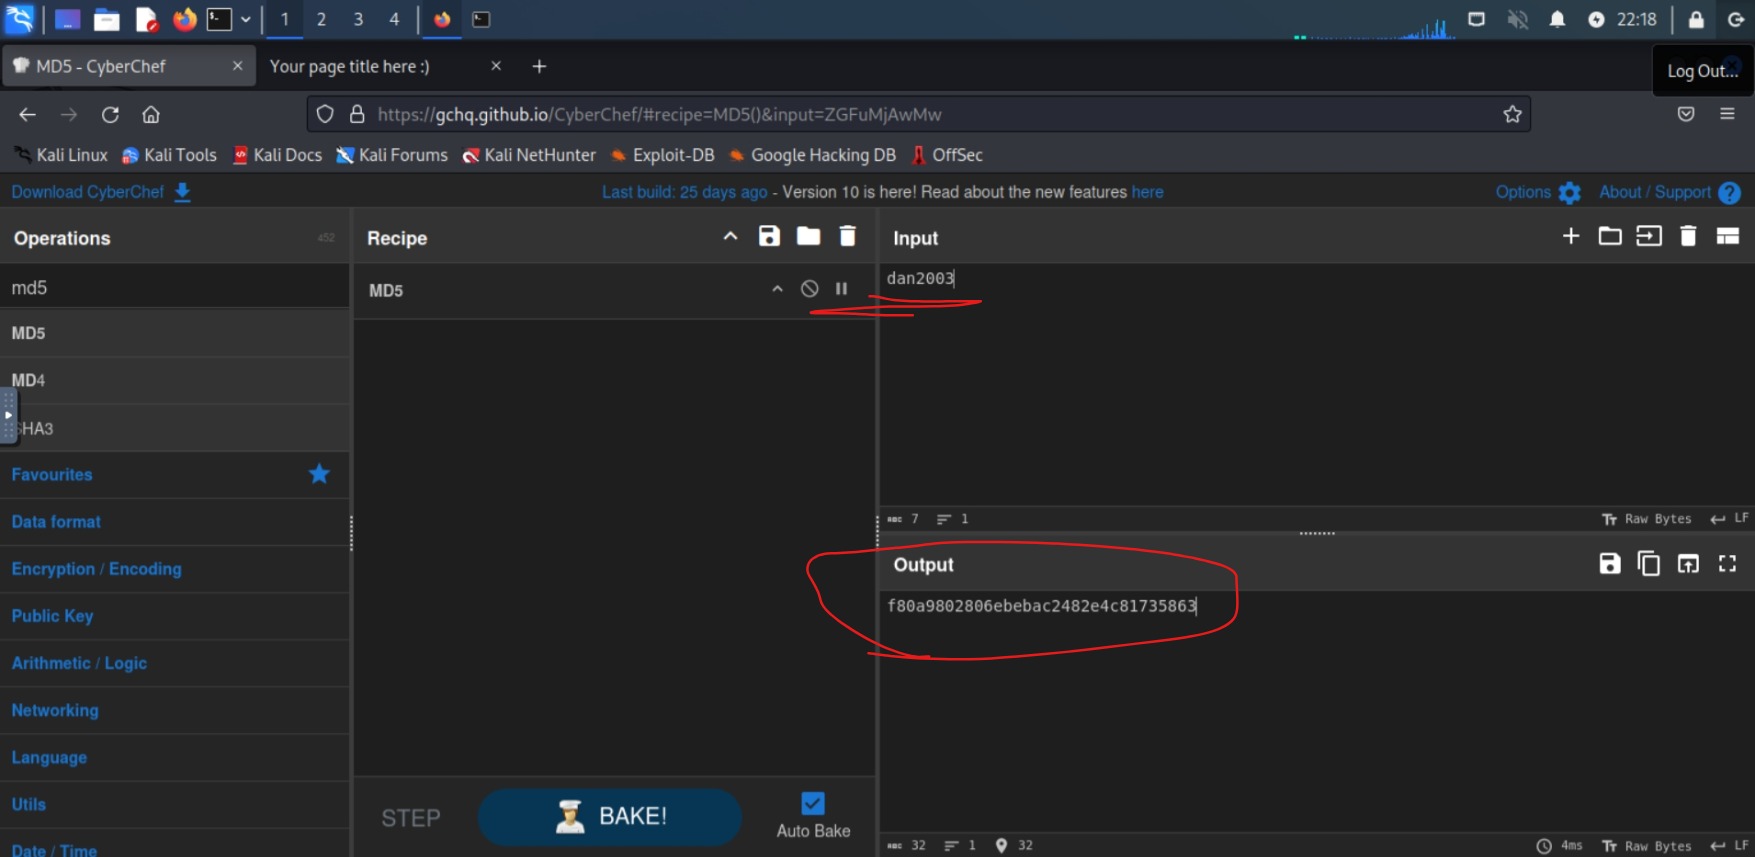 1 2 3 4 22:18
MD5 - CyberChef × Your page title here :) × + Log Out...
https://gchq.github.io/CyberChef/#recipe=MD5()&input=ZGFuMjAwMw
Kali Linux Kali Tools Kali Docs Kali Forums Kali NetHunter Exploit-DB Google Hacking DB OffSec
Download CyberChef Last build: 25 days ago - Version 10 is here! Read about the new features here Options About / Support
Operations 452
md5
MD5
MD4
SHA3
Favourites
Data format
Encryption / Encoding
Public Key
Arithmetic / Logic
Networking
Language
Utils
Date / Time
Recipe
MD5
STEP BAKE! Auto Bake
Input
dan2003
ABC 7 1 Tr Raw Bytes LF
Output
f80a9802806ebebac2482e4c81735863
ABC 32 1 32 4ms Tr Raw Bytes LF